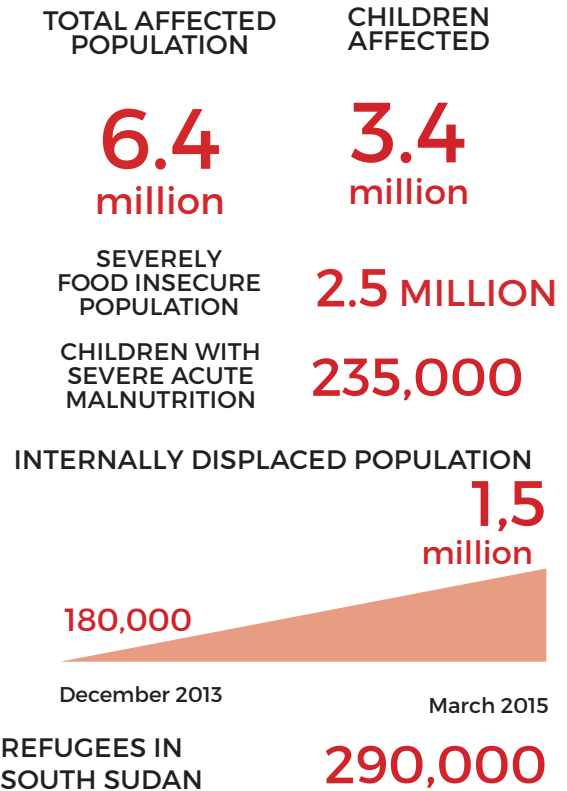 TOTAL AFFECTED
POPULATION
6.4
million
CHILDREN
AFFECTED
3.4
million
SEVERELY
FOOD INSECURE
POPULATION
2.5 MILLION
CHILDREN WITH
SEVERE ACUTE
MALNUTRITION
235,000
INTERNALLY DISPLACED POPULATION
1,5
million
180,000
December 2013
March 2015
REFUGEES IN
SOUTH SUDAN
290,000